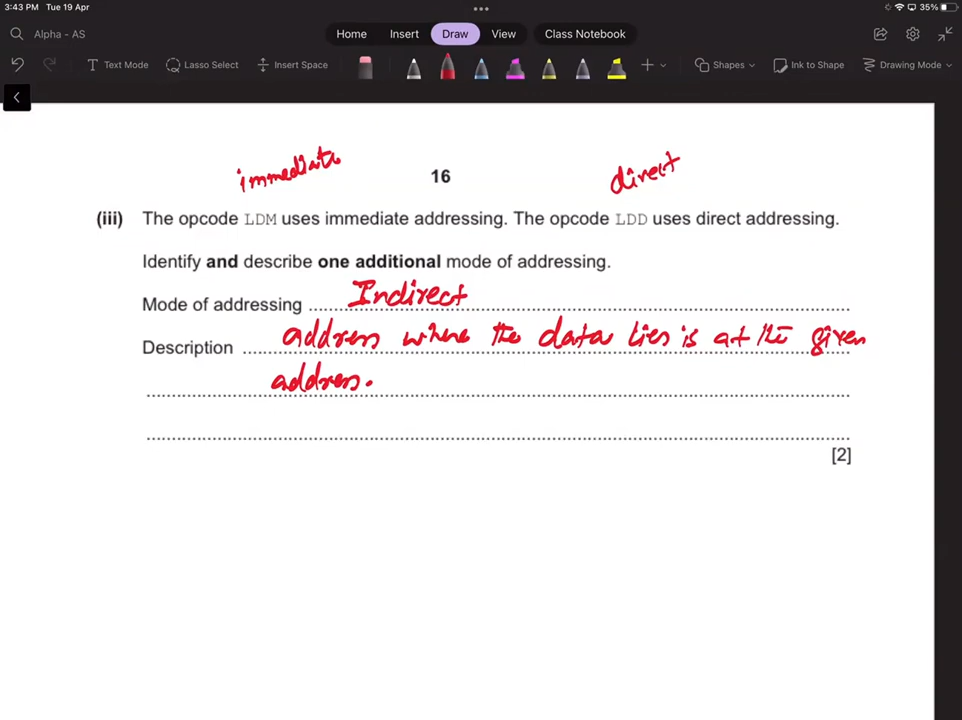 3:43 PM Tue 19 Apr
35%
Alpha - AS
Home Insert Draw View Class Notebook
Text Mode Lasso Select Insert Space Shapes Ink to Shape Drawing Mode
immediate direct
16
(iii) The opcode LDM uses immediate addressing. The opcode LDD uses direct addressing.
Identify and describe one additional mode of addressing.
Mode of addressing Indirect
Description address where the data lies is at the given
address.
[2]